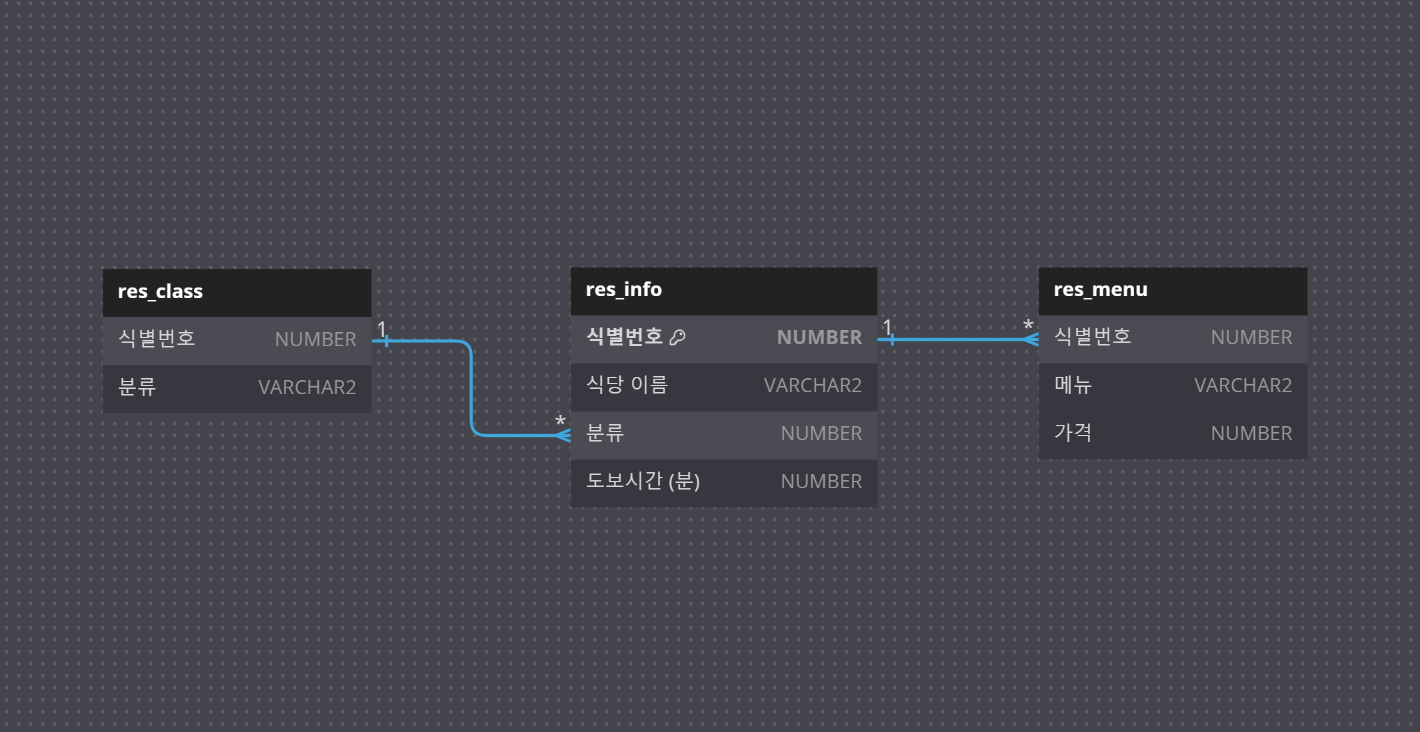 res_class
식별번호 NUMBER
분류 VARCHAR2
1
*
res_info
식별번호 NUMBER
식당 이름 VARCHAR2
분류 NUMBER
도보시간 (분) NUMBER
1
*
res_menu
식별번호 NUMBER
메뉴 VARCHAR2
가격 NUMBER